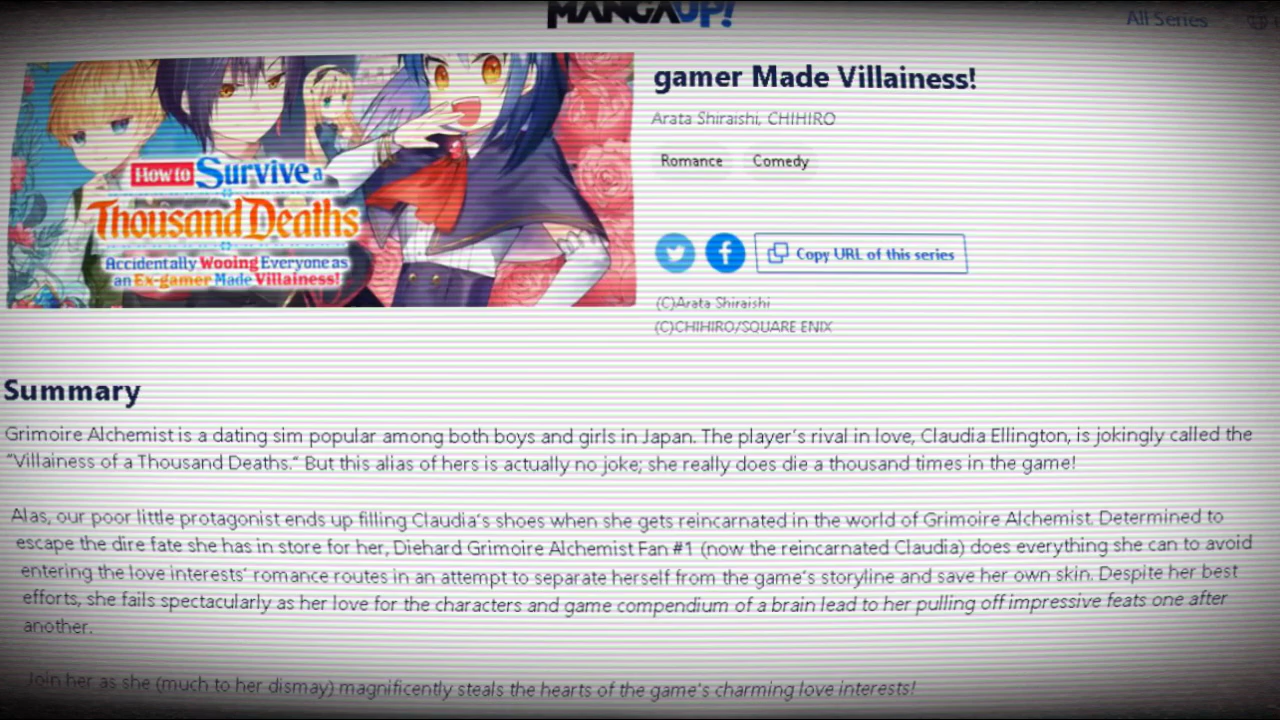 MANGAUP!
All Series
gamer Made Villainess!
Arata Shiraishi, CHIHIRO
Romance Comedy
How to Survive a
Thousand Deaths
Accidentally Wooing Everyone as
an Ex-gamer Made Villainess!
Copy URL of this series
(C)Arata Shiraishi
(C)CHIHIRO/SQUARE ENIX
Summary
Grimoire Alchemist is a dating sim popular among both boys and girls in Japan. The player's rival in love, Claudia Ellington, is jokingly called the
"Villainess of a Thousand Deaths." But this alias of hers is actually no joke; she really does die a thousand times in the game!
Alas, our poor little protagonist ends up filling Claudia's shoes when she gets reincarnated in the world of Grimoire Alchemist. Determined to
escape the dire fate she has in store for her, Diehard Grimoire Alchemist Fan #1 (now the reincarnated Claudia) does everything she can to avoid
entering the love interests' romance routes in an attempt to separate herself from the game's storyline and save her own skin. Despite her best
efforts, she fails spectacularly as her love for the characters and game compendium of a brain lead to her pulling off impressive feats one after
another.
Join her as she (much to her dismay) magnificently steals the hearts of the game's charming love interests!